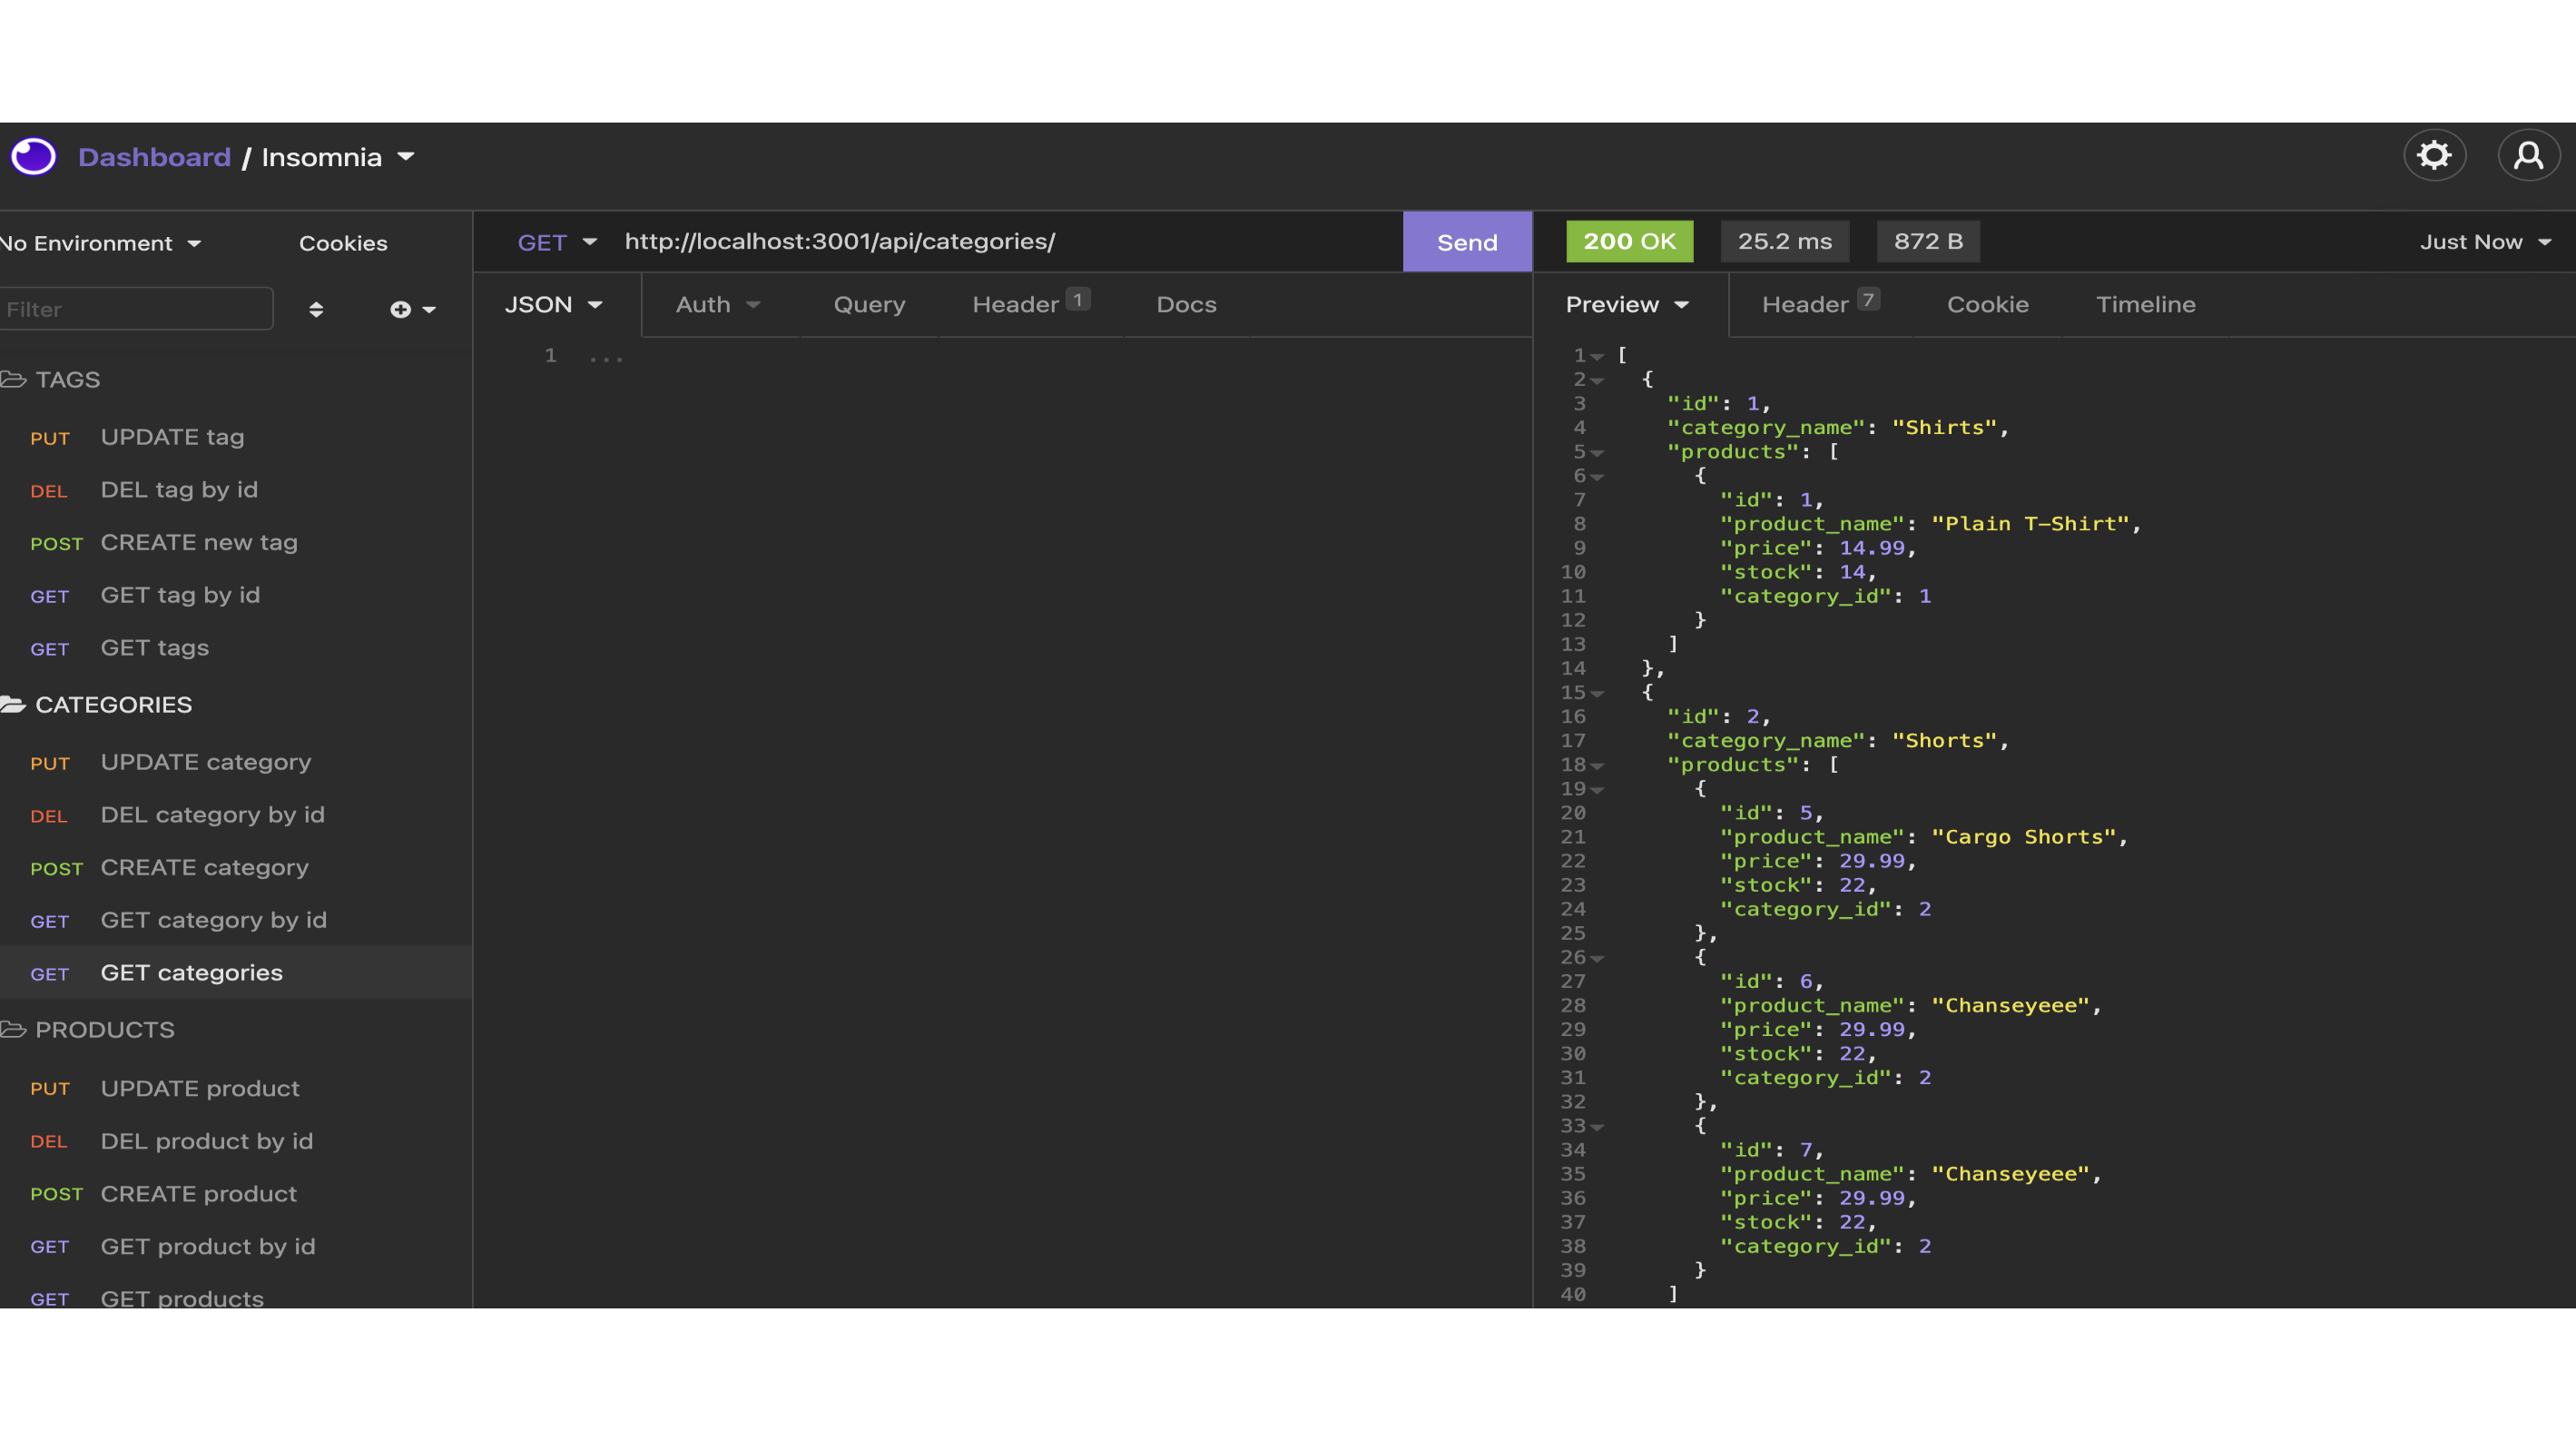 Dashboard / Insomnia
No Environment Cookies
Filter
TAGS
PUT UPDATE tag
DEL DEL tag by id
POST CREATE new tag
GET GET tag by id
GET GET tags
CATEGORIES
PUT UPDATE category
DEL DEL category by id
POST CREATE category
GET GET category by id
GET GET categories
PRODUCTS
PUT UPDATE product
DEL DEL product by id
POST CREATE product
GET GET product by id
GET GET products
GET http://localhost:3001/api/categories/ Send
JSON Auth Query Header 1 Docs
1 ...
200 OK 25.2 ms 872 B Just Now
Preview Header 7 Cookie Timeline
1 [
2 {
3 "id": 1,
4 "category_name": "Shirts",
5 "products": [
6 {
7 "id": 1,
8 "product_name": "Plain T-Shirt",
9 "price": 14.99,
10 "stock": 14,
11 "category_id": 1
12 }
13 ]
14 },
15 {
16 "id": 2,
17 "category_name": "Shorts",
18 "products": [
19 {
20 "id": 5,
21 "product_name": "Cargo Shorts",
22 "price": 29.99,
23 "stock": 22,
24 "category_id": 2
25 },
26 {
27 "id": 6,
28 "product_name": "Chanseyeee",
29 "price": 29.99,
30 "stock": 22,
31 "category_id": 2
32 },
33 {
34 "id": 7,
35 "product_name": "Chanseyeee",
36 "price": 29.99,
37 "stock": 22,
38 "category_id": 2
39 }
40 ]